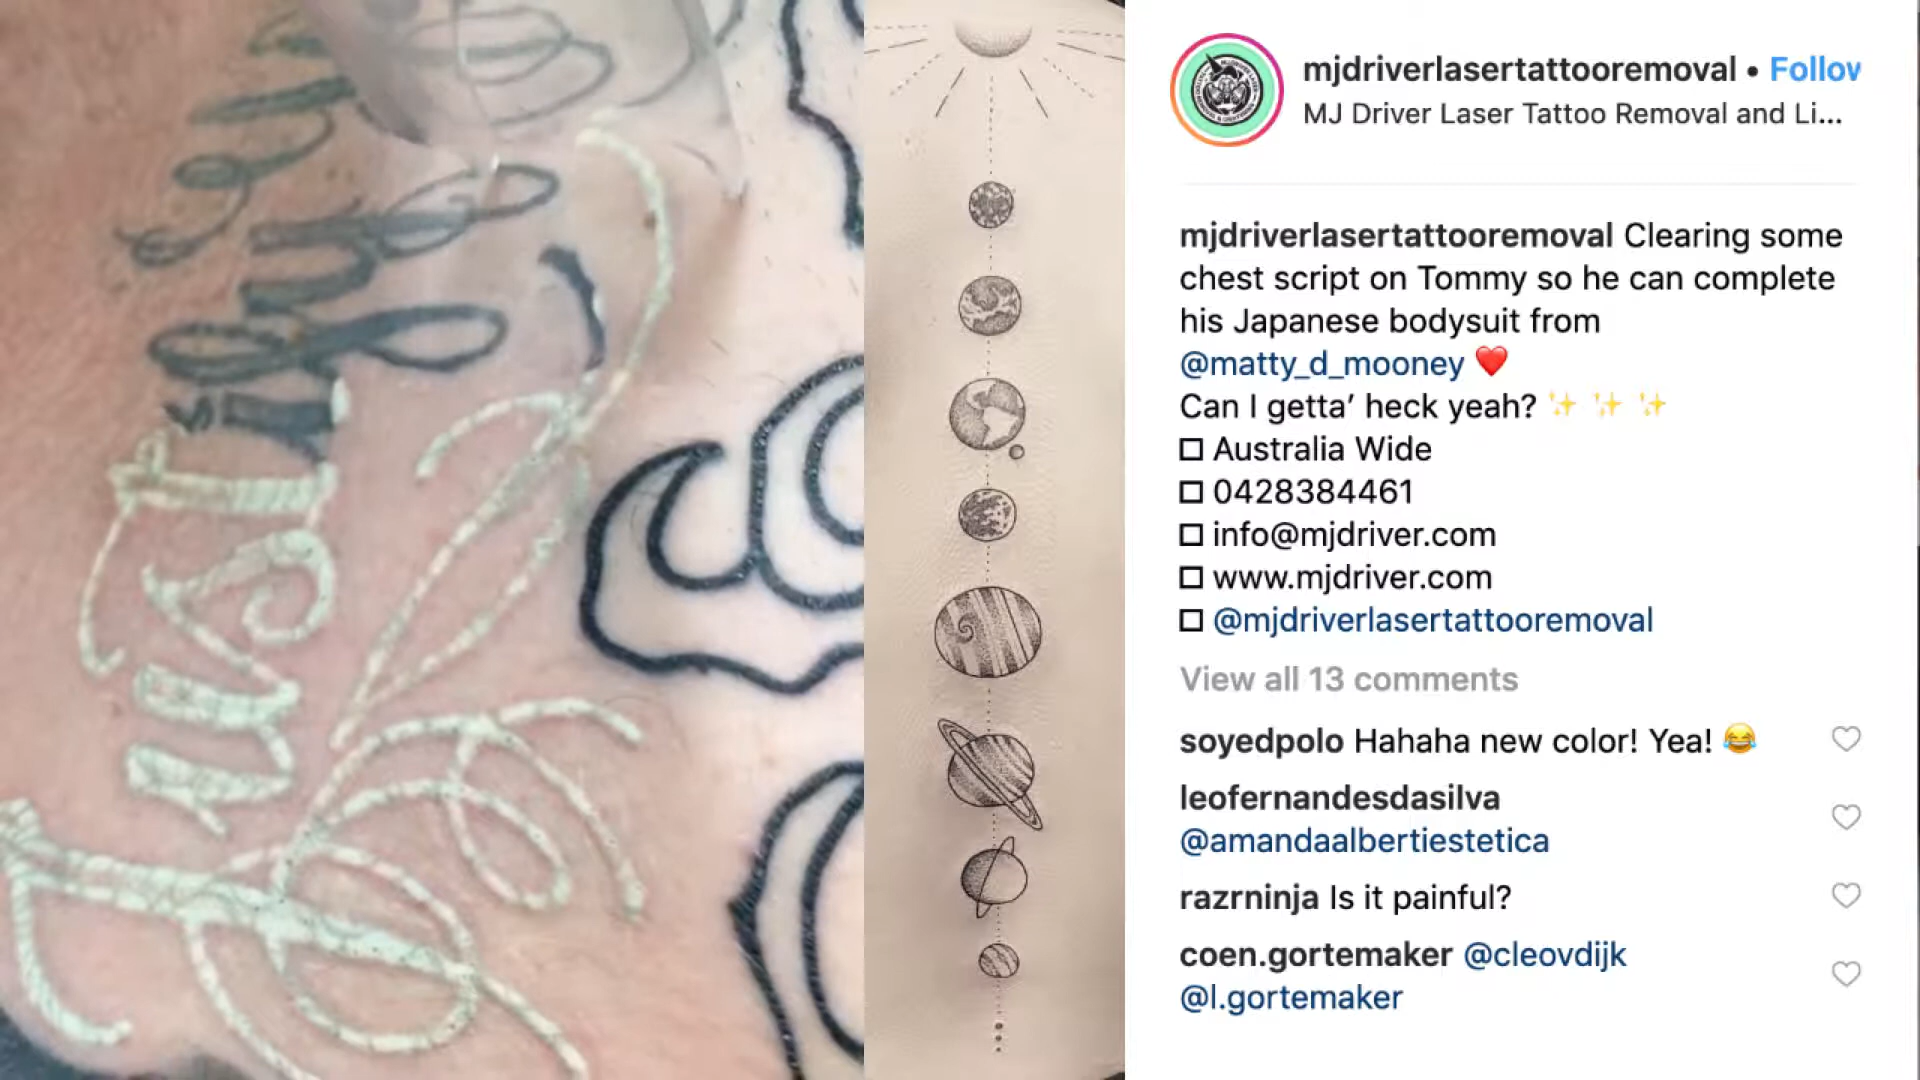 mjdriverlasertattooremoval • Follow
MJ Driver Laser Tattoo Removal and Li...
mjdriverlasertattooremoval Clearing some
chest script on Tommy so he can complete
his Japanese bodysuit from
@matty_d_mooney ❤️
Can I getta’ heck yeah? ✨ ✨ ✨
□ Australia Wide
□ 0428384461
□ info@mjdriver.com
□ www.mjdriver.com
□ @mjdriverlasertattooremoval
View all 13 comments
soyedpolo Hahaha new color! Yea! 😂
leofernandesdasilva
@amandaalbertiestetica
razrninja Is it painful?
coen.gortemaker @cleovdijk
@l.gortemaker